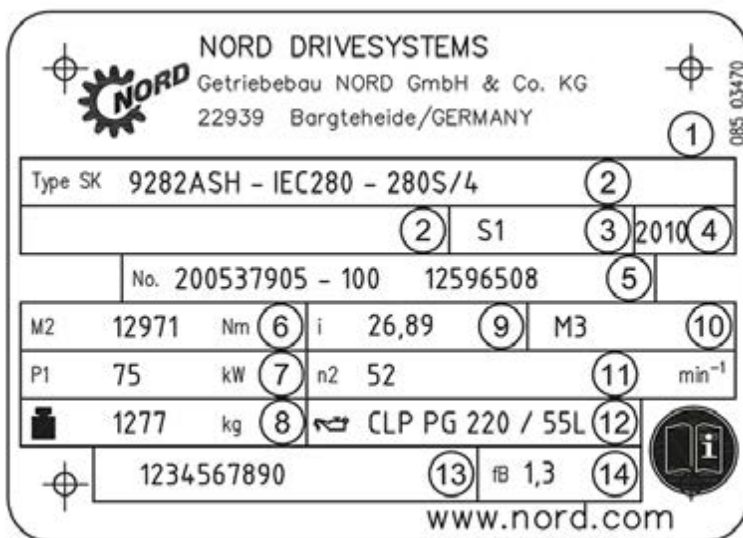 NORD DRIVESYSTEMS
NORD
Getriebebau NORD GmbH & Co. KG
22939 Bargteheide/GERMANY
085 03470
1
Type SK 9282ASH - IEC280 - 280S/4 2
2 S1 3 2010 4
No. 200537905 - 100 12596508 5
M2 12971 Nm 6 i 26,89 9 M3 10
P1 75 kW 7 n2 52 11 min⁻¹
1277 kg 8 CLP PG 220 / 55L 12
i
1234567890 13 fB 1,3 14
www.nord.com